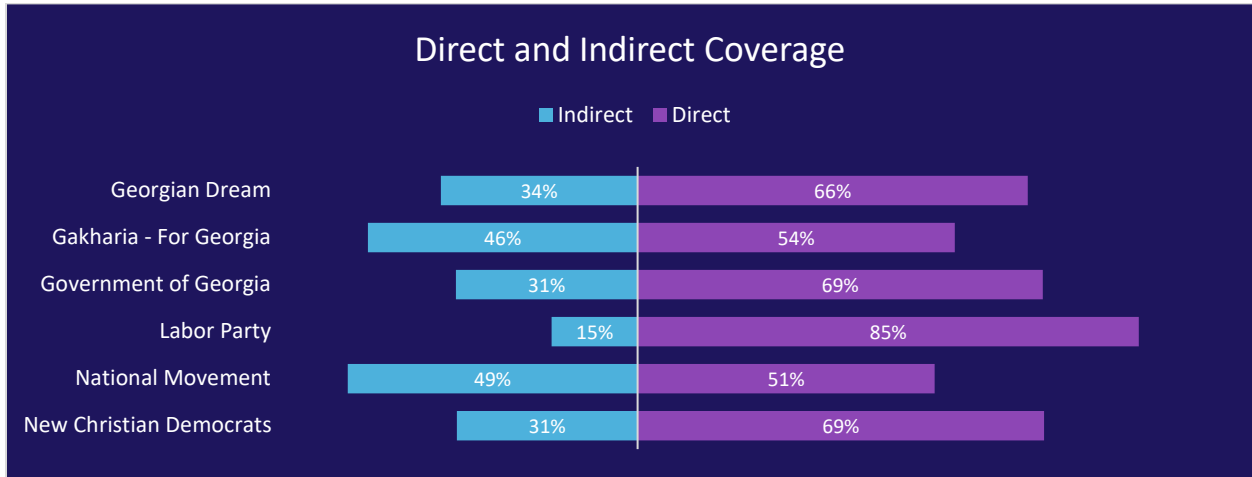 Direct and Indirect Coverage
Indirect Direct
Georgian Dream 34% 66%
Gakharia - For Georgia 46% 54%
Government of Georgia 31% 69%
Labor Party 15% 85%
National Movement 49% 51%
New Christian Democrats 31% 69%